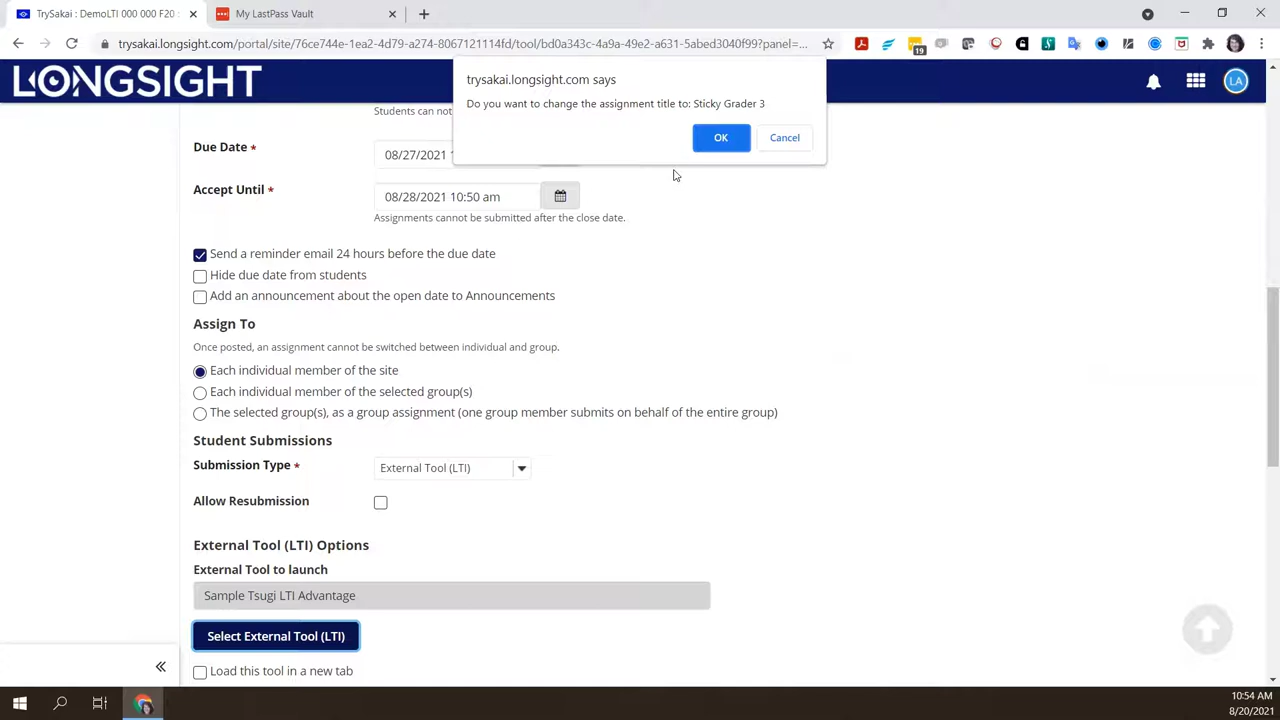 TrySakai : DemoLTI 000 000 F20 :
My LastPass Vault
trysakai.longsight.com/portal/site/76c744e-1ea2-4d79-a274-8067121114fd/tool/bd0a343c-4a9a-49e2-a631-5abed3040f99?panel=...
19
LONGSIGHT
LA
trysakai.longsight.com says
Do you want to change the assignment title to: Sticky Grader 3
OK
Cancel
Students can not
Due Date *
08/27/2021 1
Accept Until *
08/28/2021 10:50 am
Assignments cannot be submitted after the close date.
Send a reminder email 24 hours before the due date
Hide due date from students
Add an announcement about the open date to Announcements
Assign To
Once posted, an assignment cannot be switched between individual and group.
Each individual member of the site
Each individual member of the selected group(s)
The selected group(s), as a group assignment (one group member submits on behalf of the entire group)
Student Submissions
Submission Type *
External Tool (LTI)
Allow Resubmission
External Tool (LTI) Options
External Tool to launch
Sample Tsugi LTI Advantage
Select External Tool (LTI)
Load this tool in a new tab
10:54 AM
8/20/2021